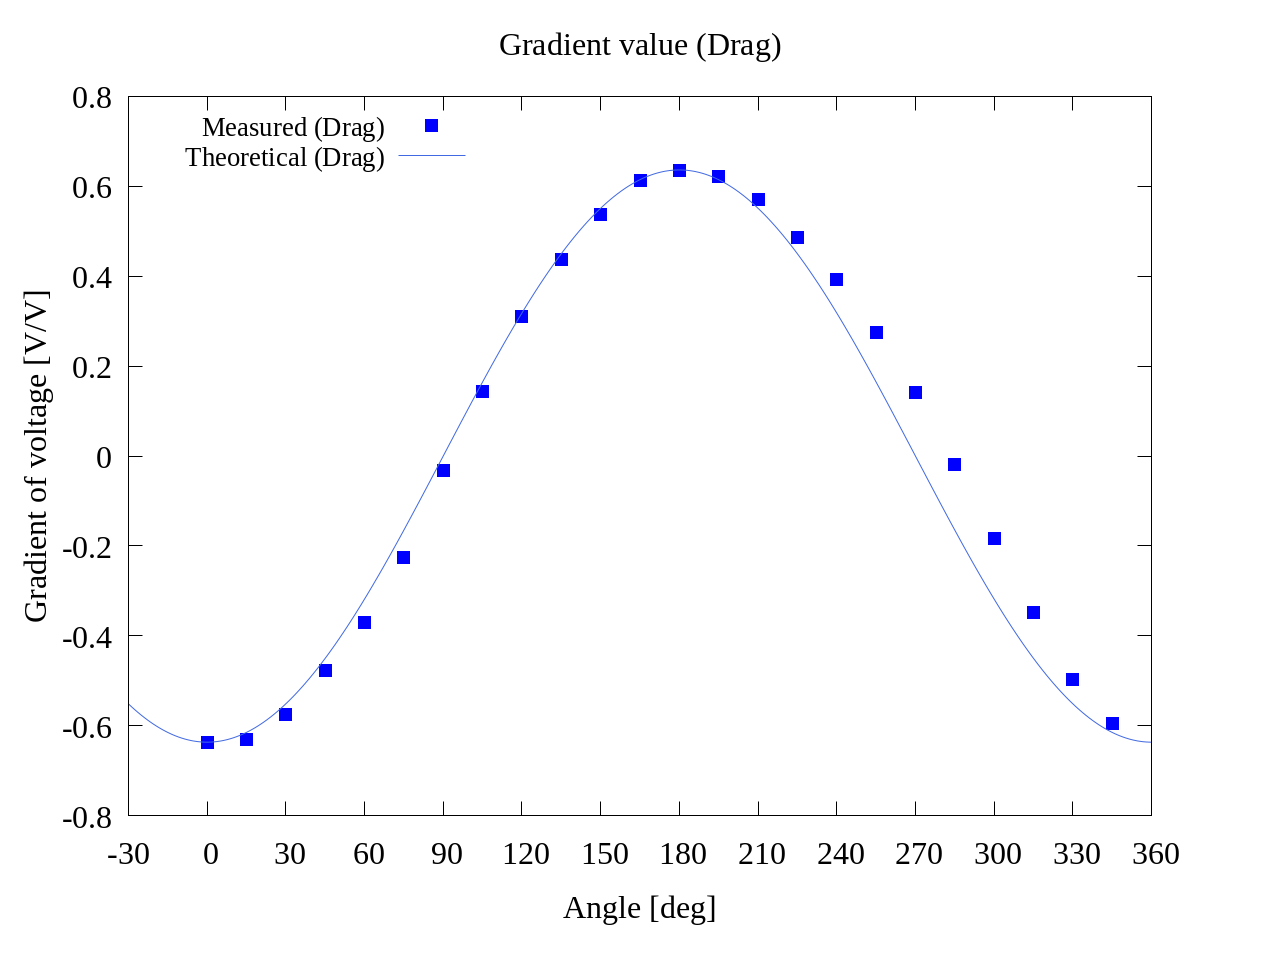 Gradient value (Drag)
0.8
0.6
0.4
0.2
0
-0.2
-0.4
-0.6
-0.8
Measured (Drag)
Theoretical (Drag)
Gradient of voltage [V/V]
-30 0 30 60 90 120 150 180 210 240 270 300 330 360
Angle [deg]